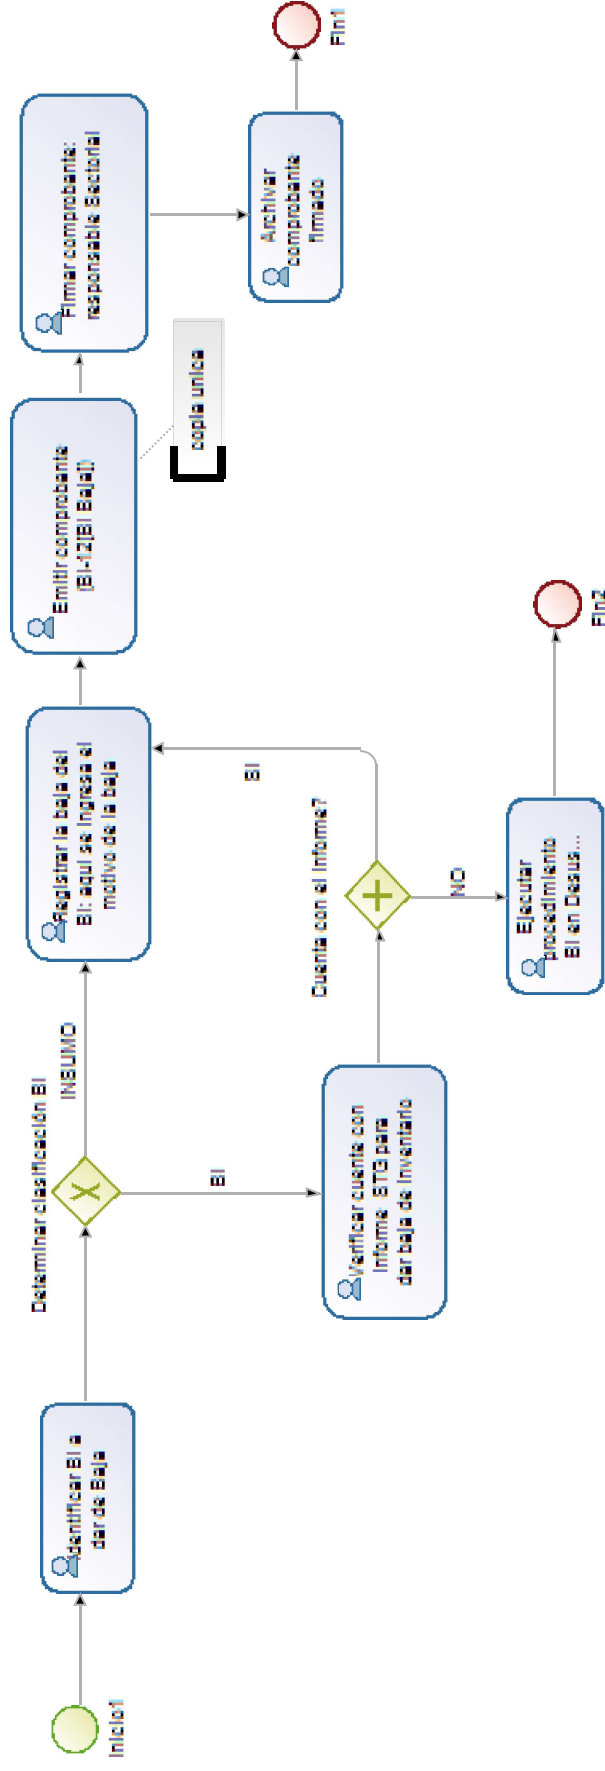 Inicio1
Identificar BI a
dar de Baja
Determinar clasificación BI
INSUMO
BI
Verificar cuente con
Informe STG para
dar baja de Inventario
Cuenta con el Informe?
BI
NO
Ejecutar
procedimiento
BI en Desus...
Fin2
Registrar la baja del
BI: aqui se ingresa el
motivo de la baja
Emitir comprobante
(BI-12[BI Baja])
copia unica
Firmar comprobante:
responsable Sectorial
Archivar
comprobante
firmado
Fin1